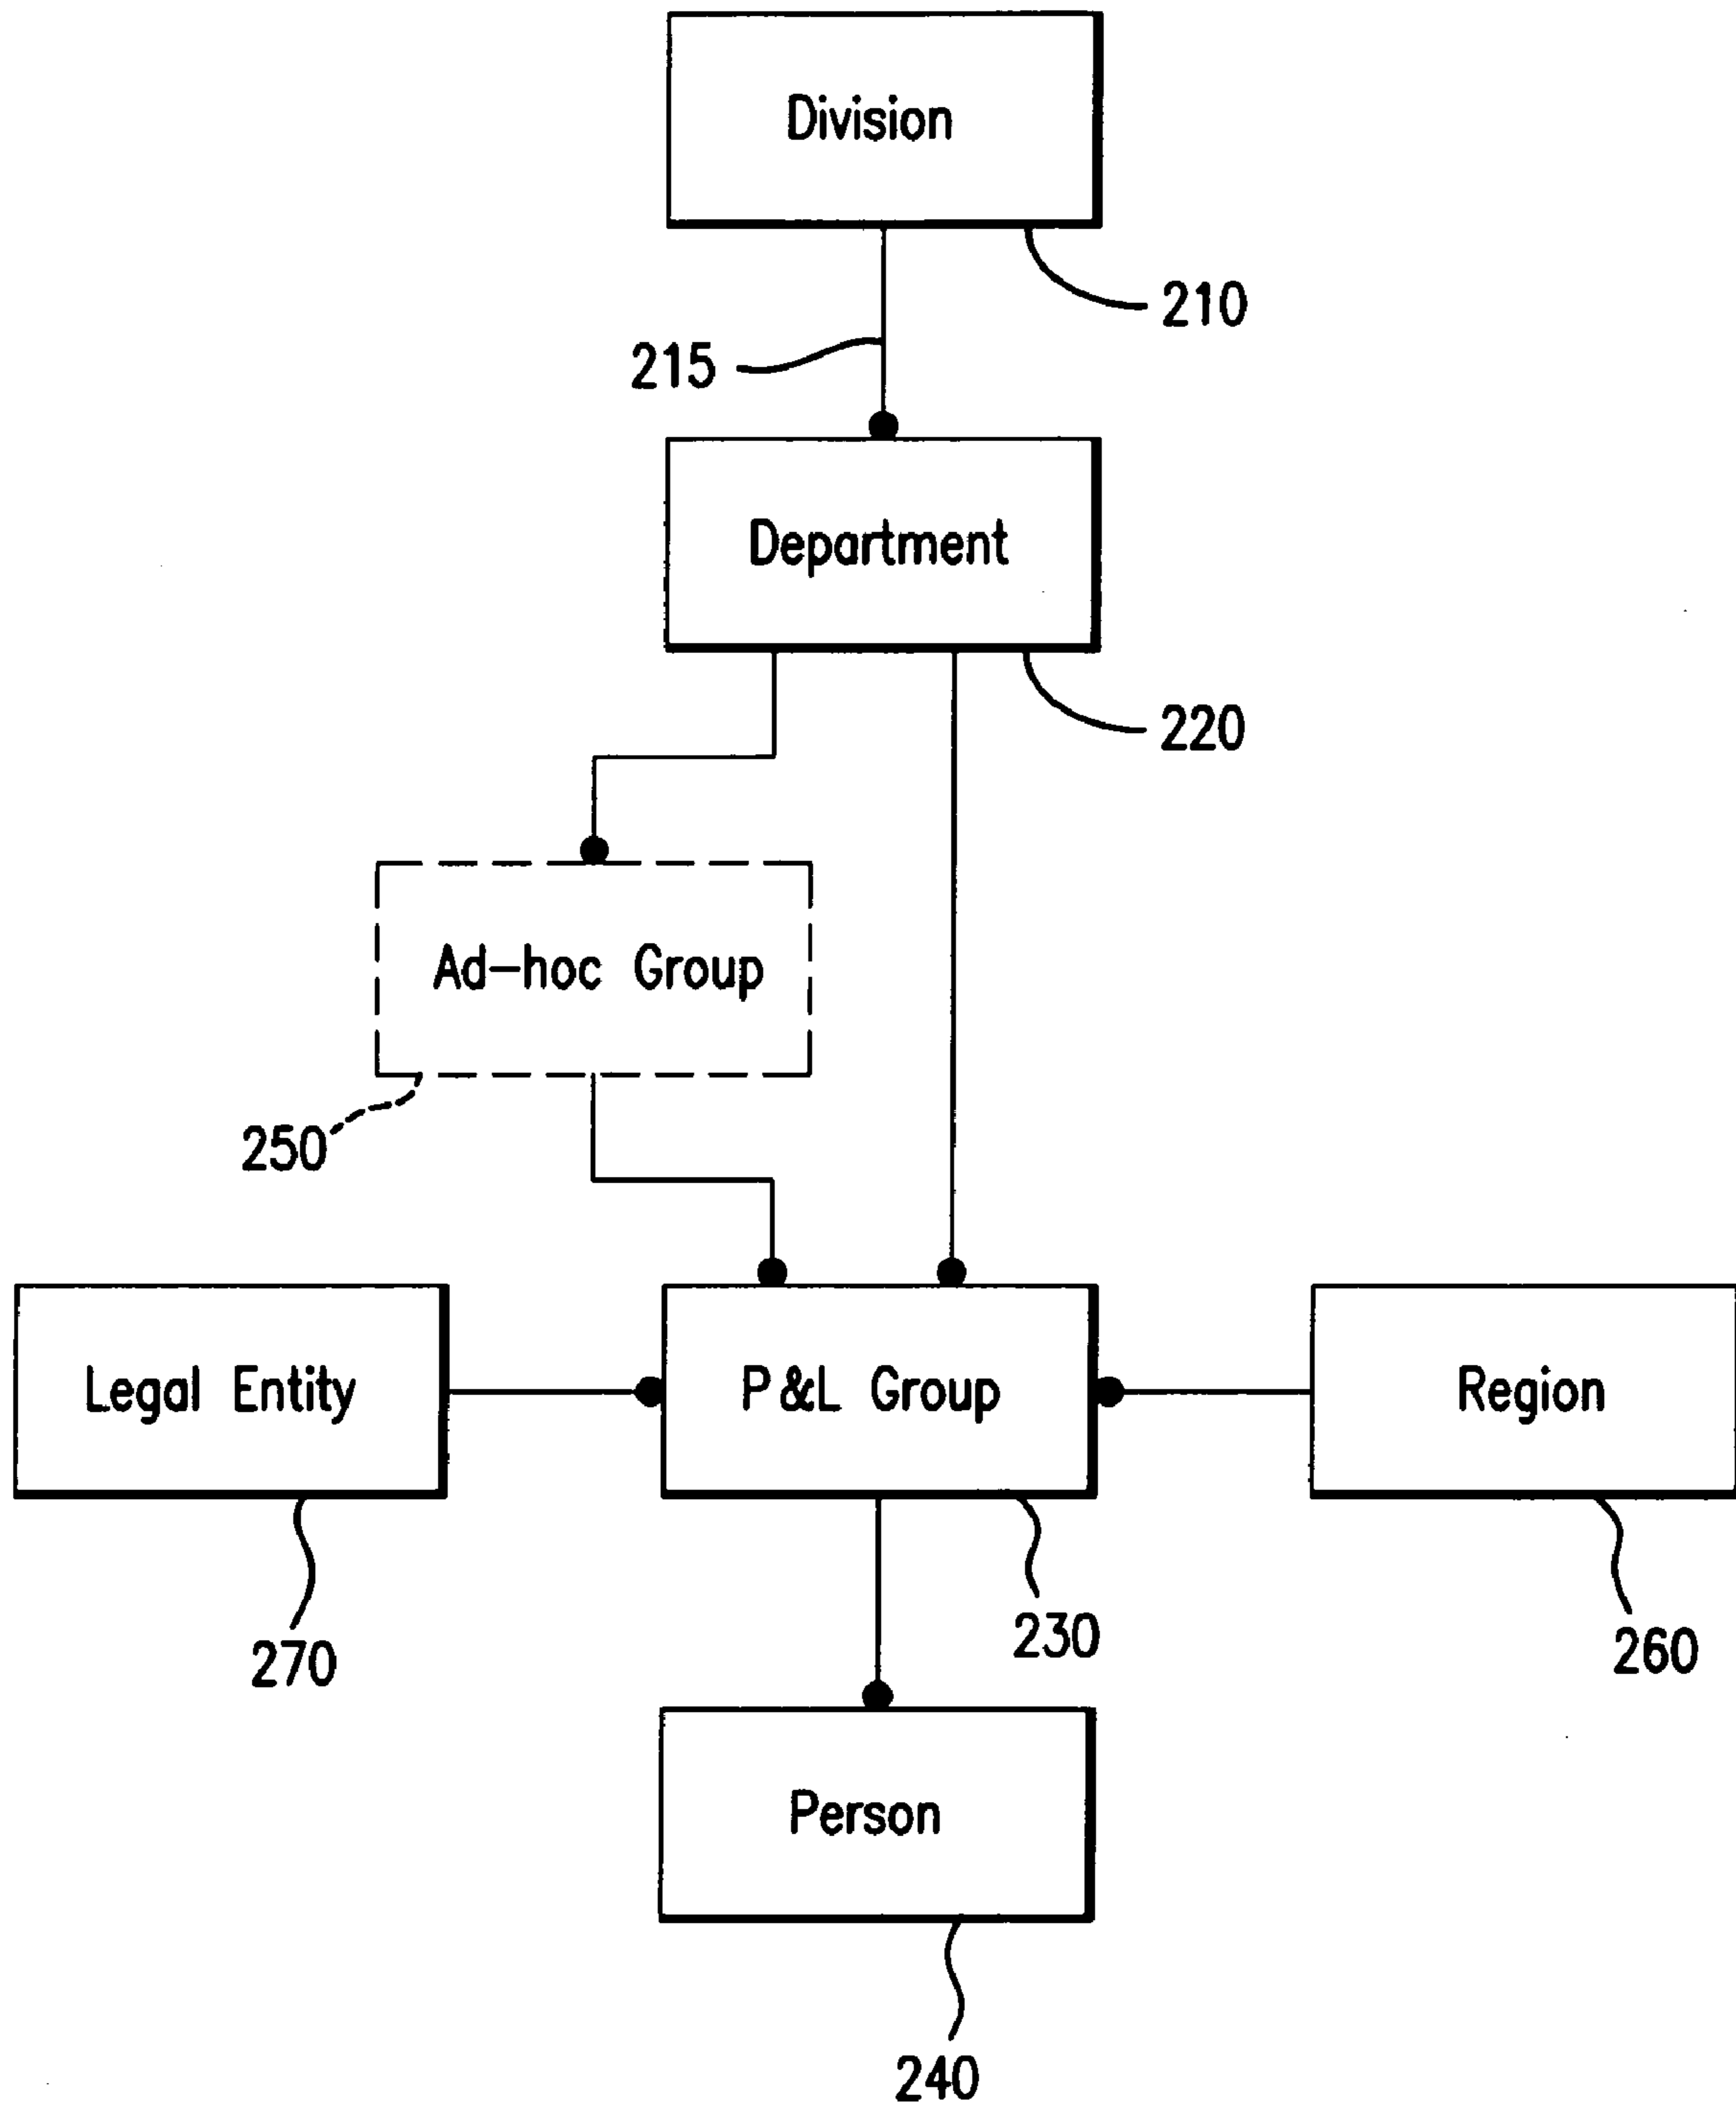 Division
210
215
Department
220
Ad-hoc Group
250
Legal Entity
P&L Group
Region
270
230
260
Person
240